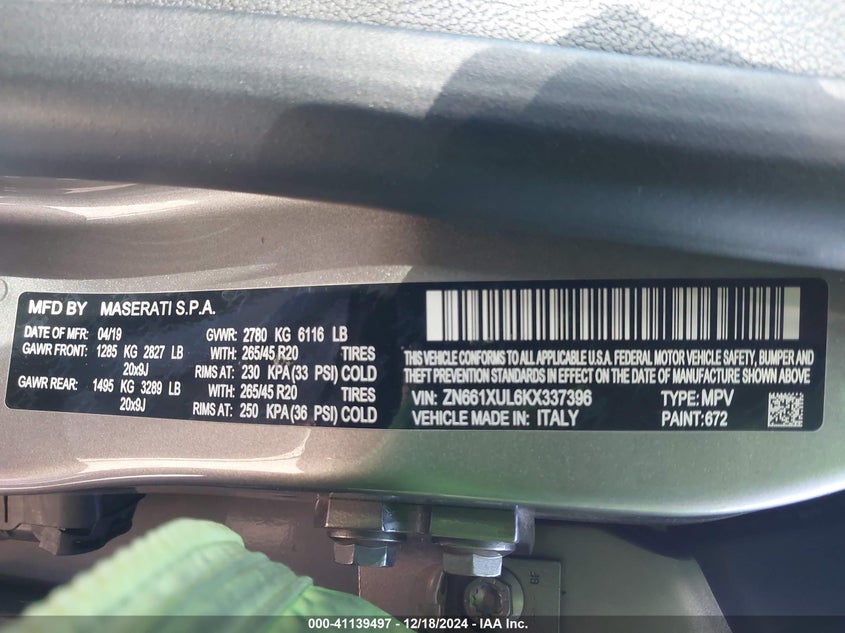 MFD BY MASERATI S.P.A.
DATE OF MFR: 04/19 GVWR: 2780 KG 6116 LB
GAWR FRONT: 1285 KG 2827 LB WITH: 265/45 R20 TIRES
20x9J RIMS AT: 230 KPA(33 PSI) COLD
GAWR REAR: 1495 KG 3289 LB WITH: 265/45 R20 TIRES
20x9J RIMS AT: 250 KPA(36 PSI) COLD
THIS VEHICLE CONFORMS TO ALL APPLICABLE U.S.A. FEDERAL MOTOR VEHICLE SAFETY, BUMPER AND
THEFT PREVENTION STANDARDS IN EFFECT ON THE DATE OF MANUFACTURE SHOWN ABOVE
VIN: ZN661XUL6KX337396 TYPE: MPV
VEHICLE MADE IN: ITALY PAINT:672
000-41139497 - 12/18/2024 - IAA Inc.